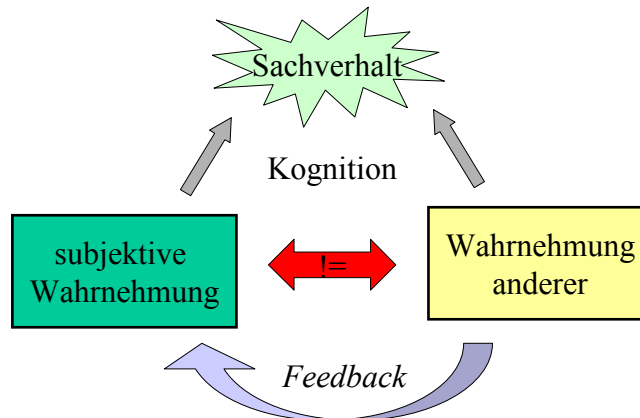 Sachverhalt
Kognition
subjektive
Wahrnehmung
!=
Wahrnehmung
anderer
Feedback